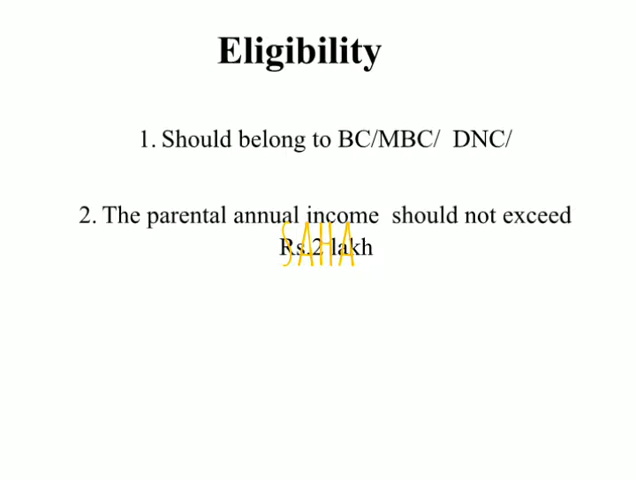 Eligibility
1. Should belong to BC/MBC/ DNC/
2. The parental annual income should not exceed
Rs.2 lakh
SAHA